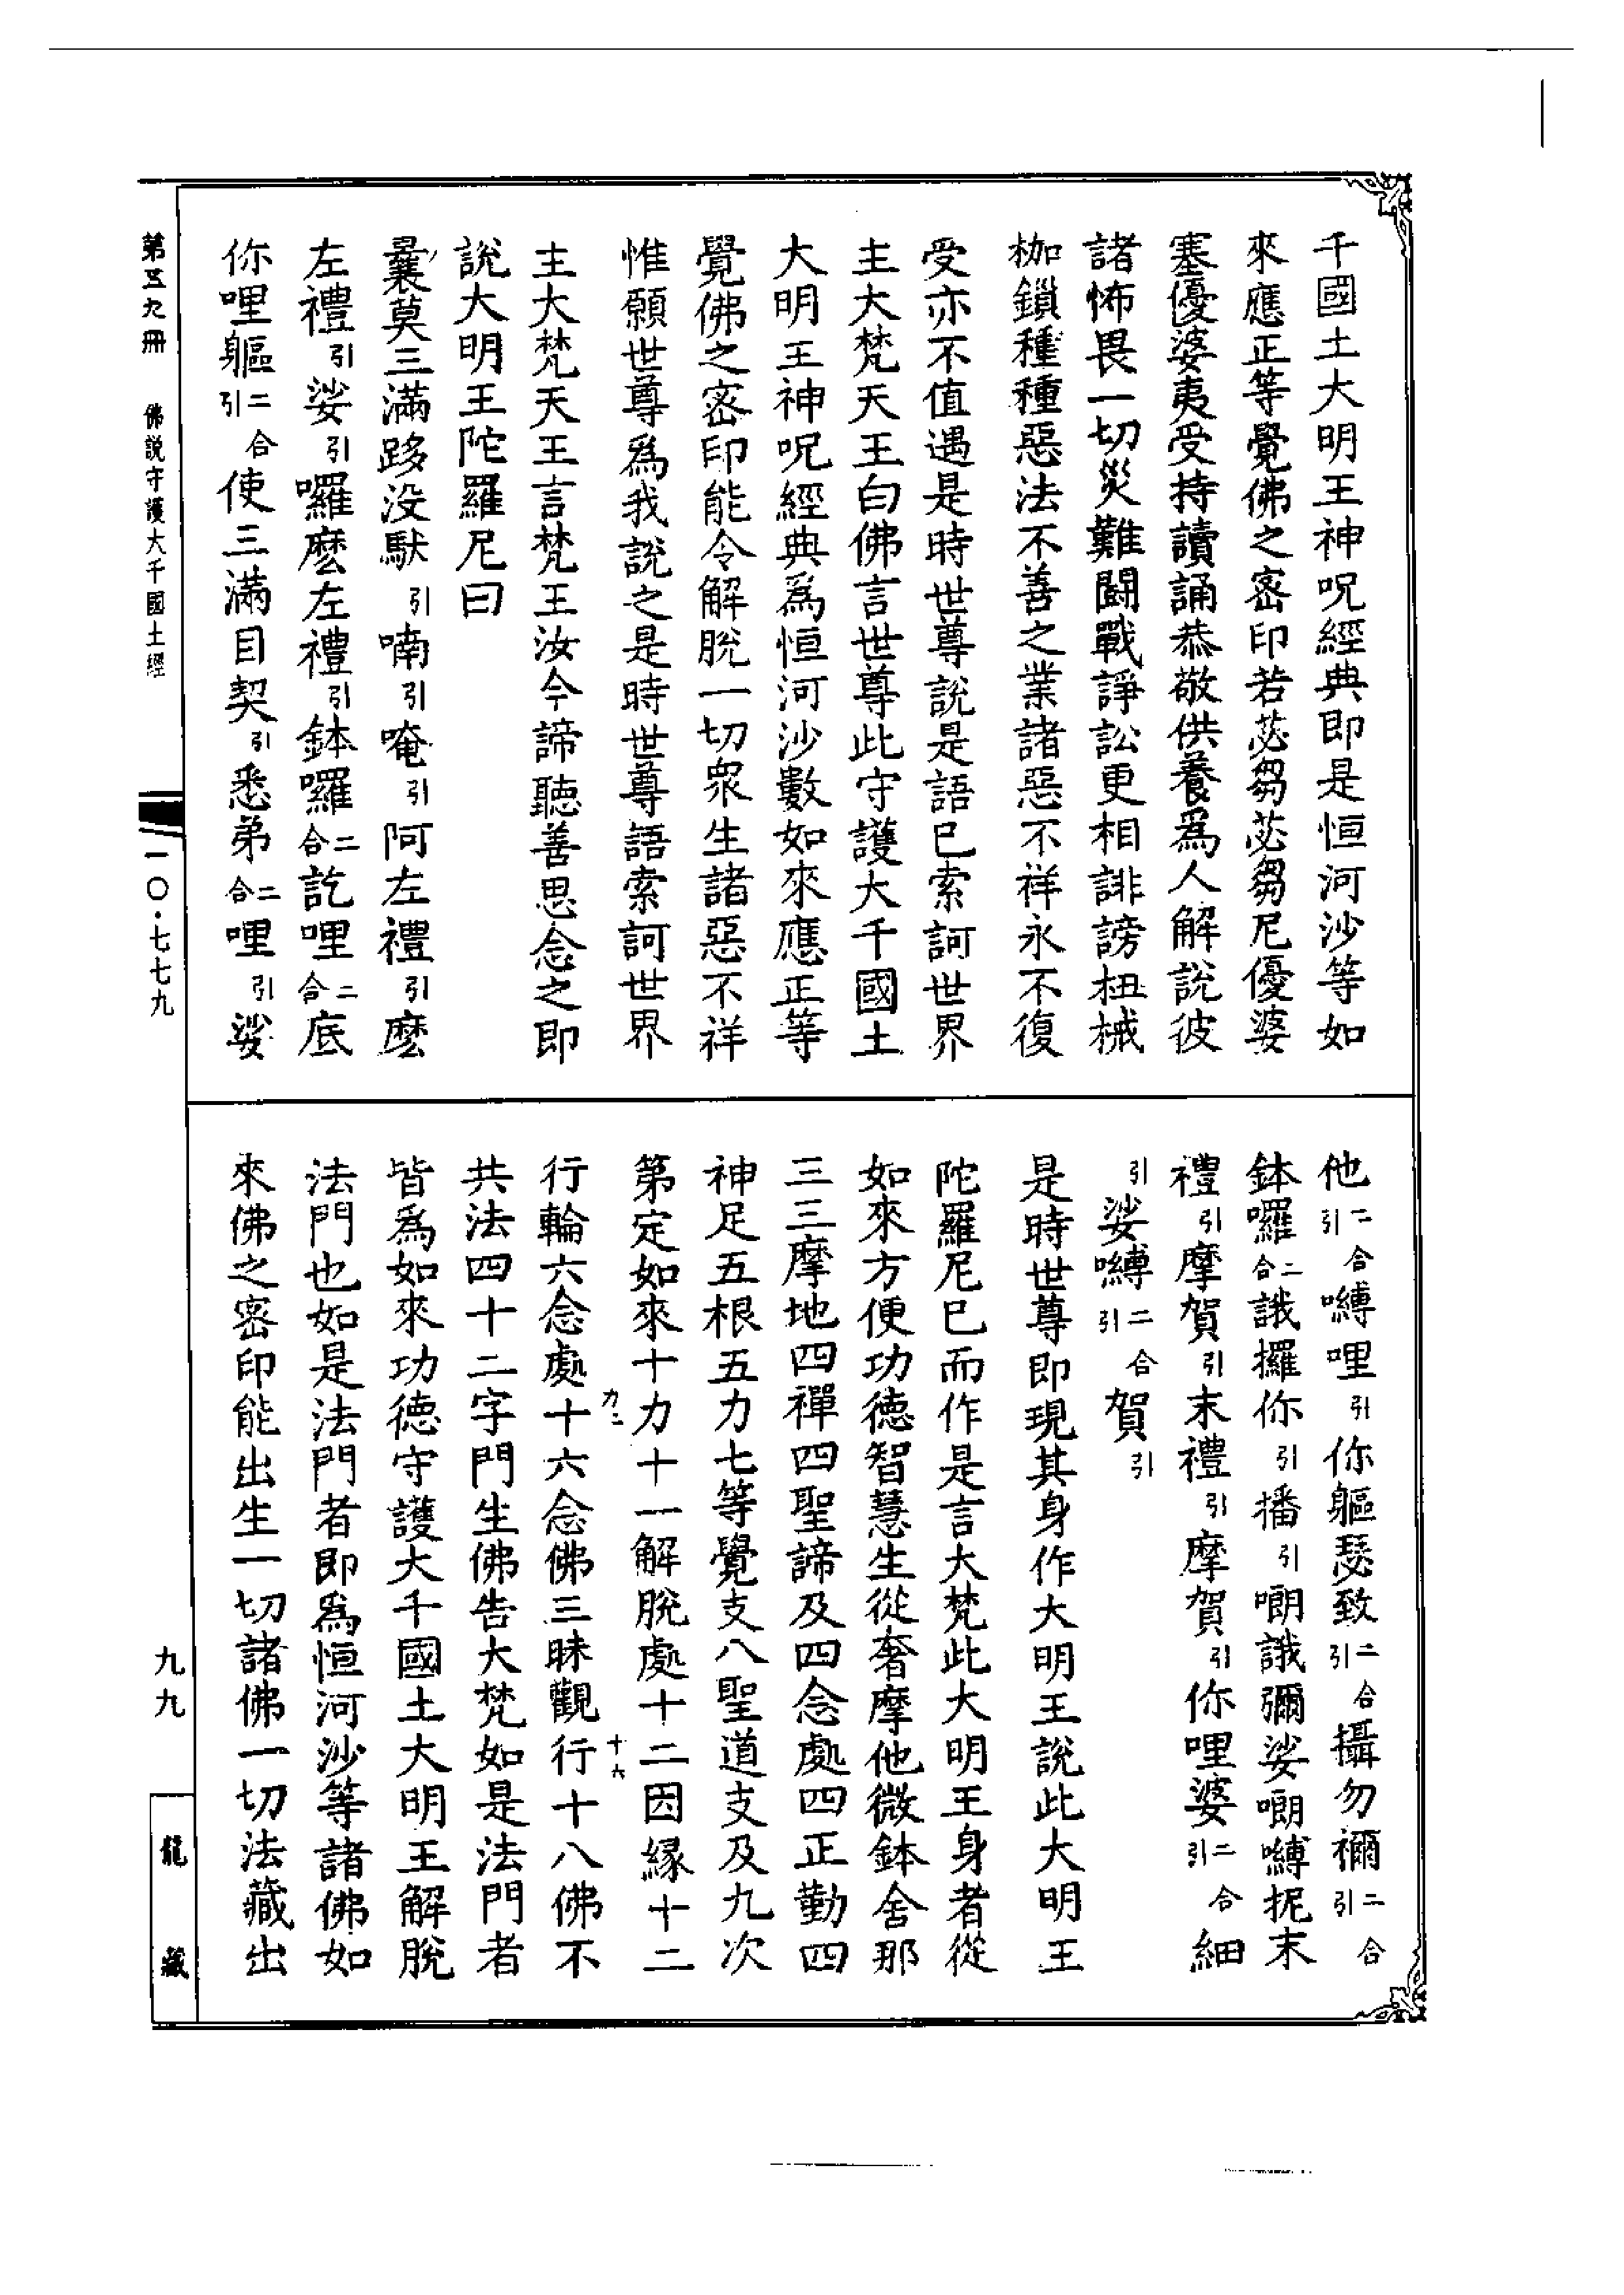 千國土大明王神呪經典即是恒河沙等如
來應正等覺佛之密印若苾芻苾芻尼優婆
塞優婆夷受持讀誦恭敬供養爲人解說彼
諸怖畏一切災難鬭戰諍訟更相誹謗杻械
枷鎖種種惡法不善之業諸惡不祥永不復
受亦不值遇是時世尊說是語已索訶世界
主大梵天王白佛言世尊此守護大千國土
大明王神呪經典爲恒河沙數如來應正等
覺佛之密印能令解脫一切衆生諸惡不祥
惟願世尊爲我說之是時世尊語索訶世界
主大梵天王言梵王汝今諦聽善思念之即
說大明王陀羅尼曰
曩莫三滿跢没馱引喃引唵引阿左禮引麽
左禮引娑引囉麽左禮引鉢囉二合訖哩二合底
你哩軀二合引使三滿目契引悉弟二合哩引娑
他二合引嚩哩引你軀瑟致二合引攝勿禰二合引
鉢囉二合誐攞你引播引嘲誐彌娑嘲嚩抳末
禮引摩賀引末禮引摩賀引你哩婆二合引細
引娑嚩二合引賀引
是時世尊即現其身作大明王說此大明王
陀羅尼已而作是言大梵此大明王身者從
如來方便功德智慧生從奢摩他微鉢舍那
三三摩地四禪四聖諦及四念處四正勤四
神足五根五力七等覺支八聖道支及九次
第定如來十力十一解脫處十二因緣十二
行輪六念處十六念佛三昧觀行十八佛不
力二
十六
共法四十二字門生佛告大梵如是法門者
皆爲如來功德守護大千國土大明王解脫
法門也如是法門者即爲恒河沙等諸佛如
來佛之密印能出生一切諸佛一切法藏出
第五九冊 佛説守護大千國土經
一〇·七七九
九九
龍藏